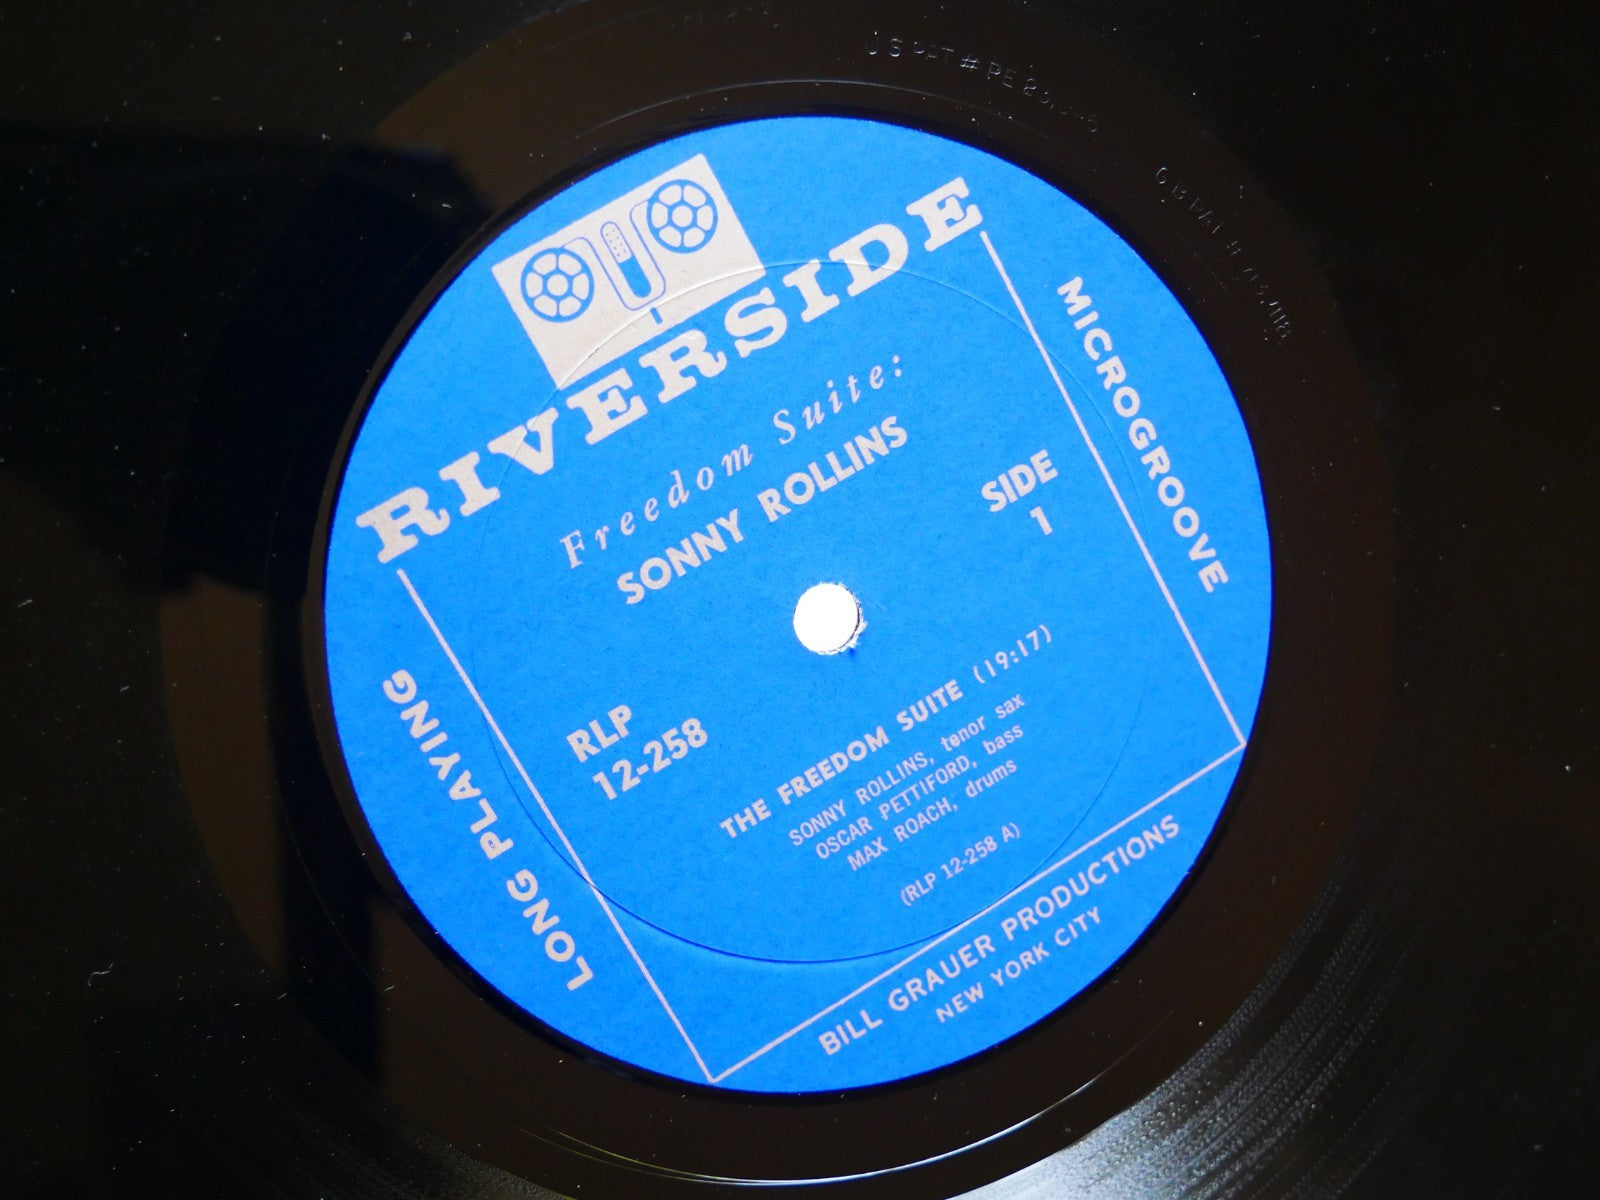 U S PAT #
RIVERSIDE
Freedom Suite:
SONNY ROLLINS
SIDE
1
MICROGROOVE
LONG PLAYING
RLP
12-258
THE FREEDOM SUITE (19:17)
SONNY ROLLINS, tenor sax
OSCAR PETTIFORD, bass
MAX ROACH, drums
(RLP 12-258 A)
BILL GRAUER PRODUCTIONS
NEW YORK CITY